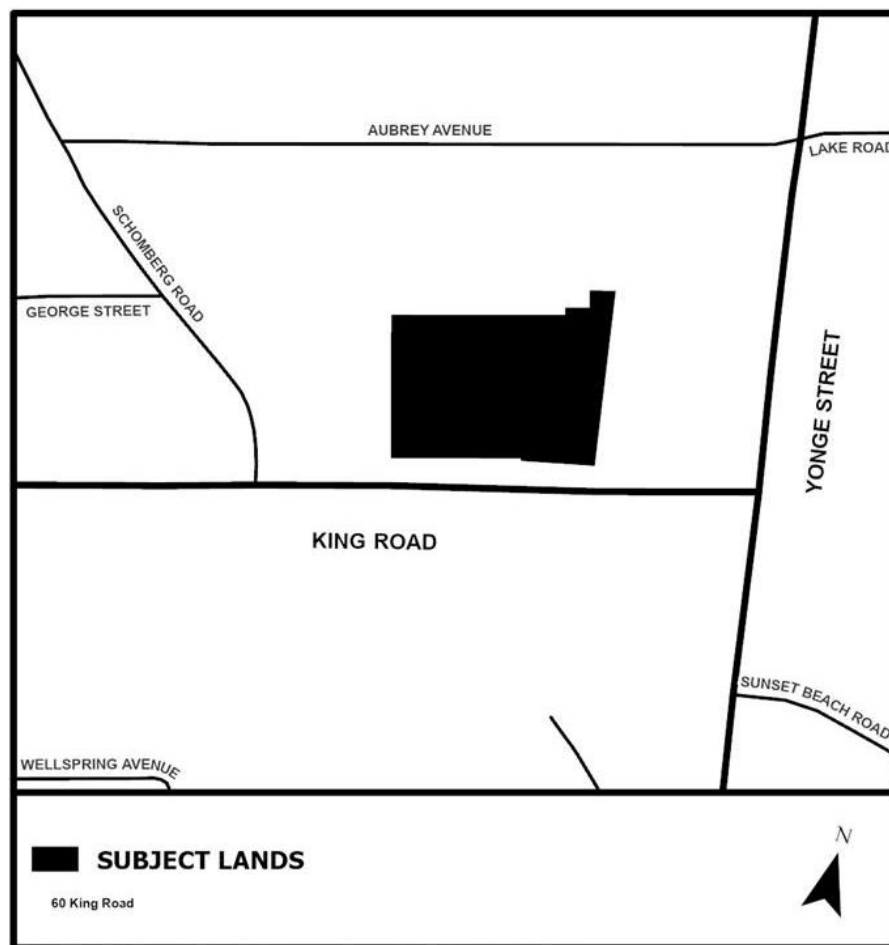 AUBREY AVENUE
LAKE ROAD
SCHOMBERG ROAD
GEORGE STREET
YONGE STREET
KING ROAD
SUNSET BEACH ROAD
WELLSPRING AVENUE
SUBJECT LANDS
60 King Road
N